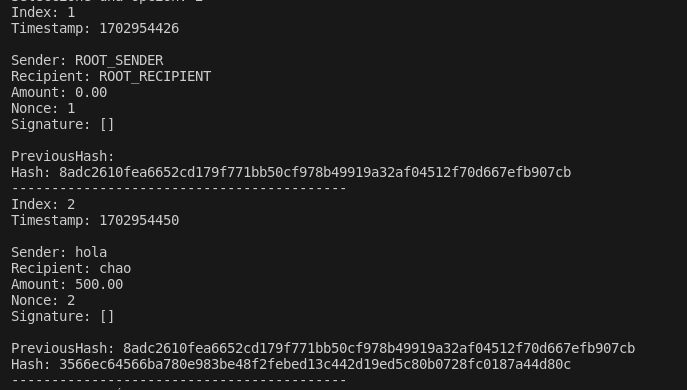 Index: 1
Timestamp: 1702954426
Sender: ROOT_SENDER
Recipient: ROOT_RECIPIENT
Amount: 0.00
Nonce: 1
Signature: []
PreviousHash:
Hash: 8adc2610fea6652cd179f771bb50cf978b49919a32af04512f70d667efb907cb
------------------------------------------
Index: 2
Timestamp: 1702954450
Sender: hola
Recipient: chao
Amount: 500.00
Nonce: 2
Signature: []
PreviousHash: 8adc2610fea6652cd179f771bb50cf978b49919a32af04512f70d667efb907cb
Hash: 3566ec64566ba780e983be48f2febed13c442d19ed5c80b0728fc0187a44d80c
------------------------------------------